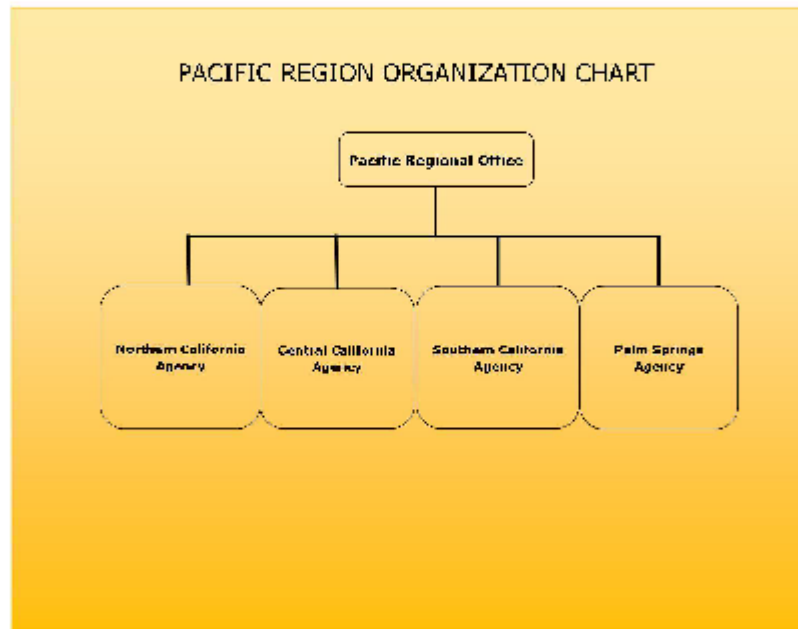 PACIFIC REGION ORGANIZATION CHART
Pacific Regional Office
Northern California
Agency
Central California
Agency
Southern California
Agency
Palm Springs
Agency